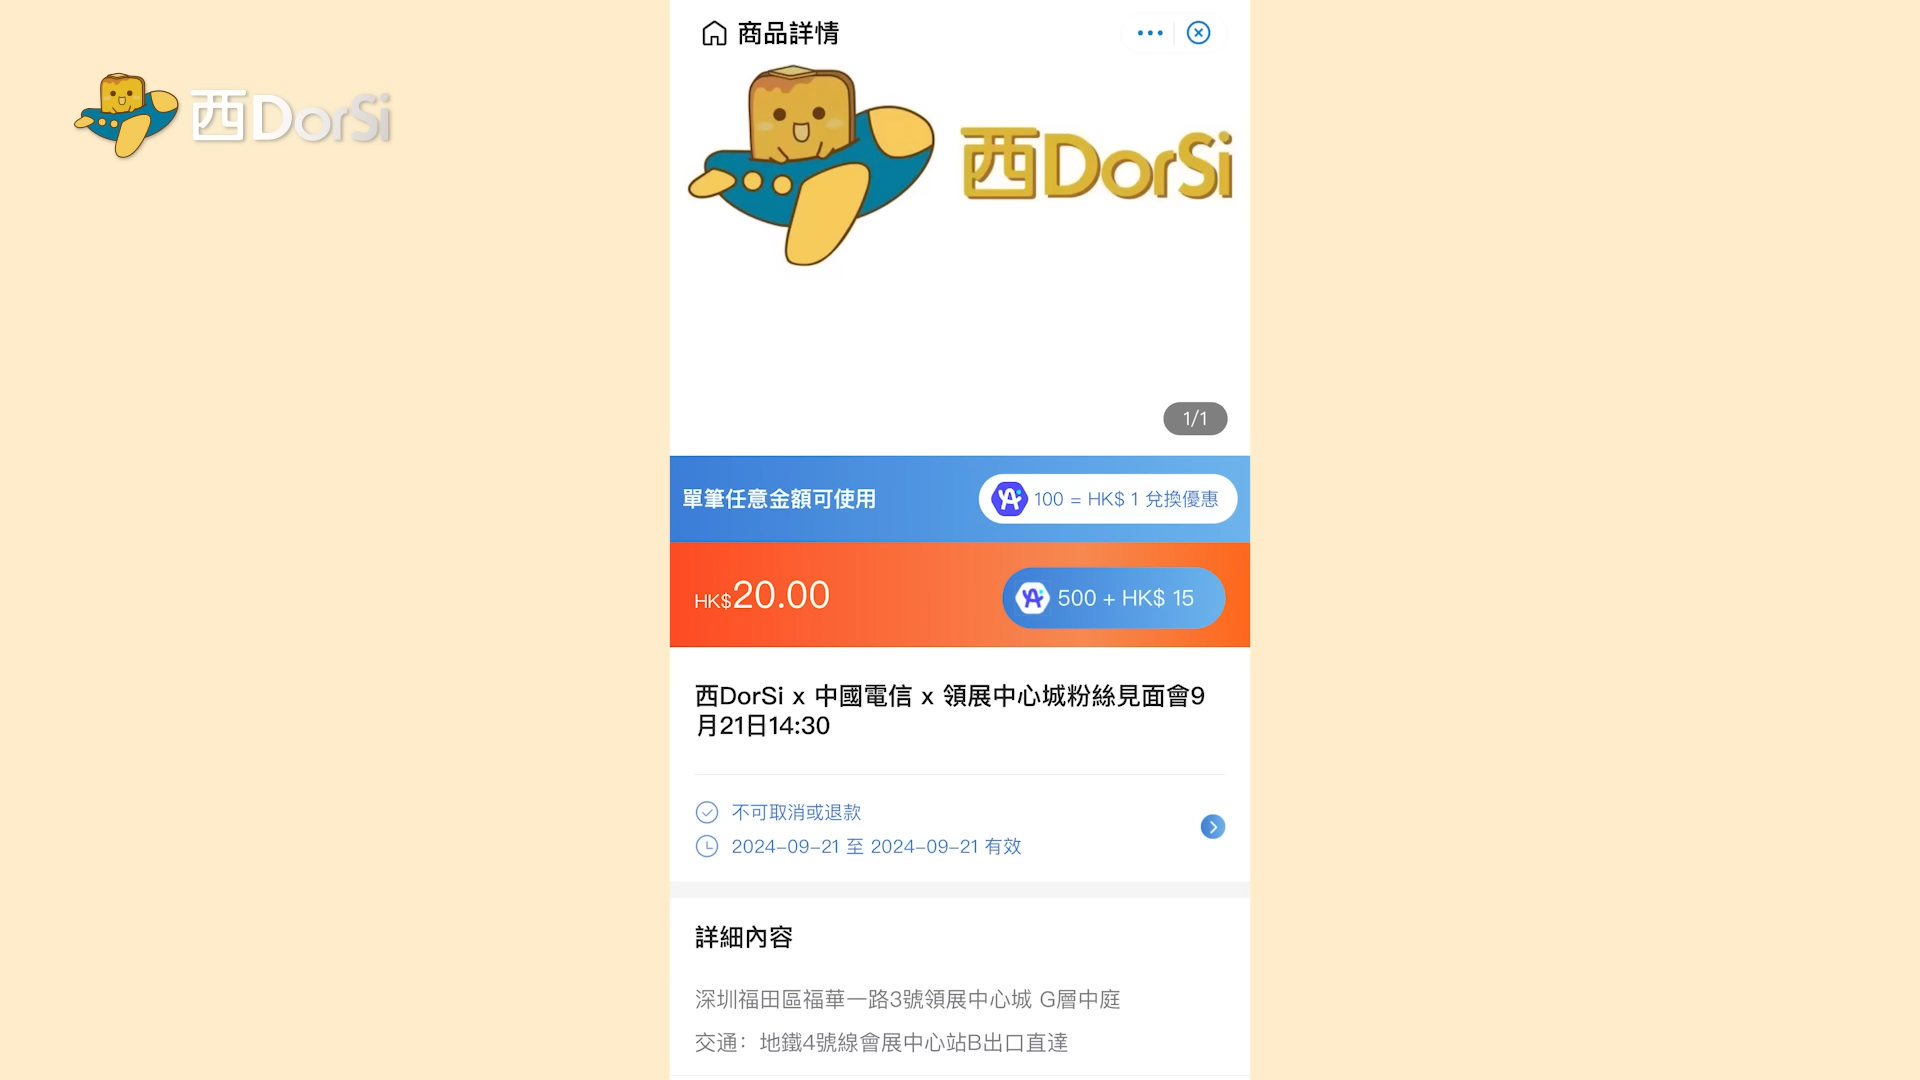 商品詳情
西DorSi
西DorSi
1/1
單筆任意金額可使用
100 = HK$ 1 兌換優惠
HK$20.00
500 + HK$ 15
西DorSi x 中國電信 x 領展中心城粉絲見面會9
月21日14:30
不可取消或退款
2024-09-21 至 2024-09-21 有效
詳細內容
深圳福田區福華一路3號領展中心城 G層中庭
交通：地鐵4號線會展中心站B出口直達